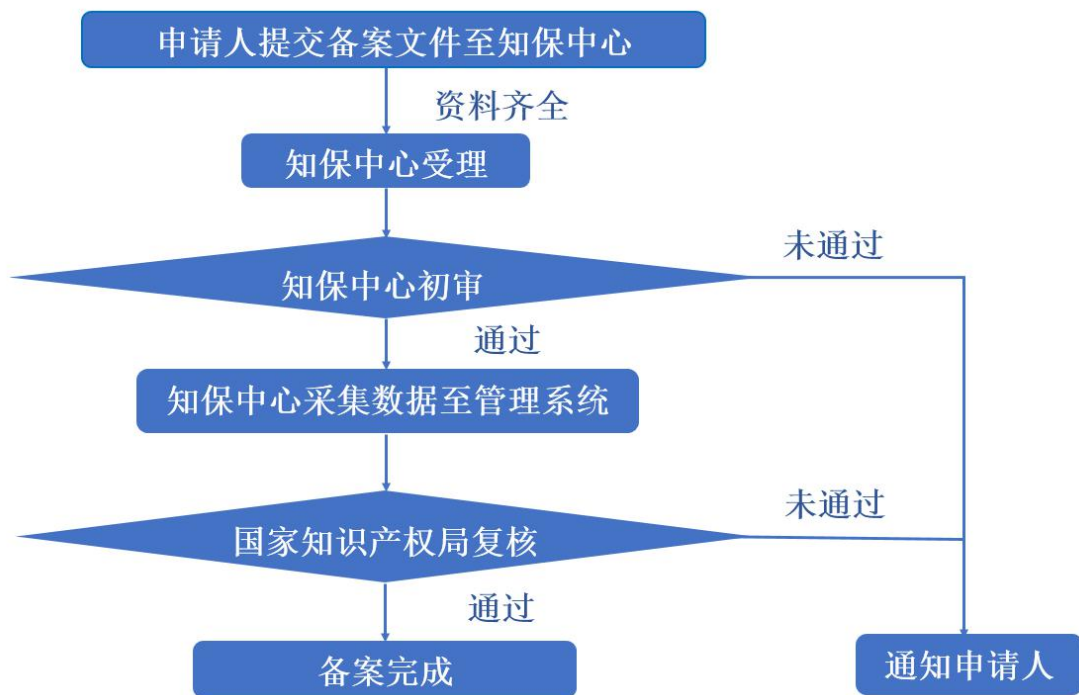 申请人提交备案文件至知保中心
资料齐全
知保中心受理
未通过
知保中心初审
通过
知保中心采集数据至管理系统
未通过
国家知识产权局复核
通过
备案完成
通知申请人